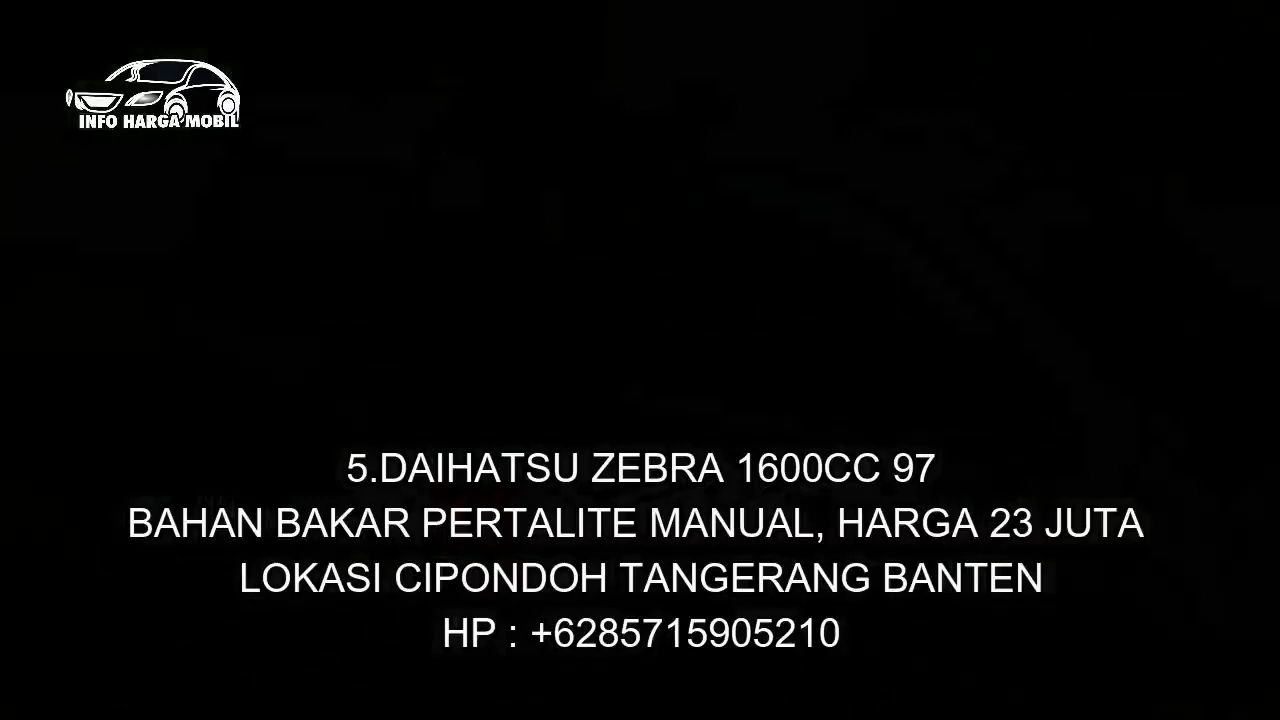 INFO HARGA MOBIL
5.DAIHATSU ZEBRA 1600CC 97
BAHAN BAKAR PERTALITE MANUAL, HARGA 23 JUTA
LOKASI CIPONDOH TANGERANG BANTEN
HP : +6285715905210